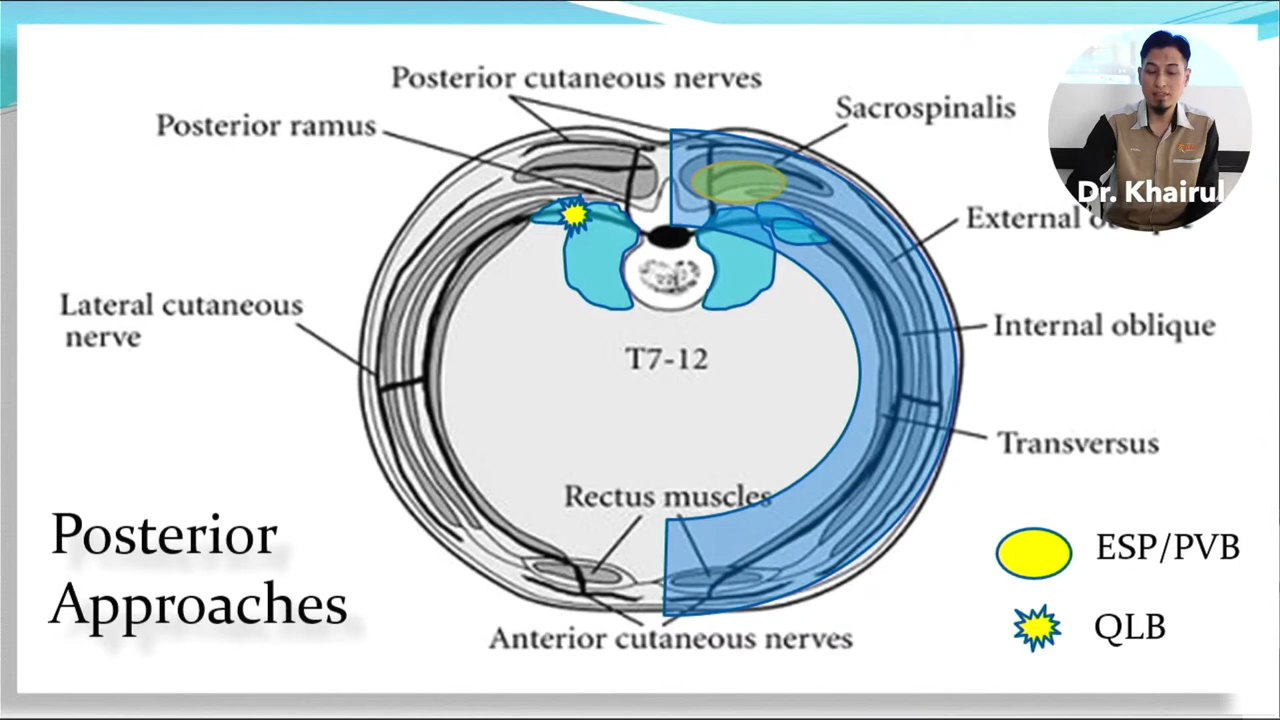 Posterior cutaneous nerves
Sacrospinalis
Posterior ramus
Dr. Khairul
External
Lateral cutaneous
nerve
Internal oblique
T7-12
Transversus
Rectus muscles
Posterior
Approaches
ESP/PVB
QLB
Anterior cutaneous nerves